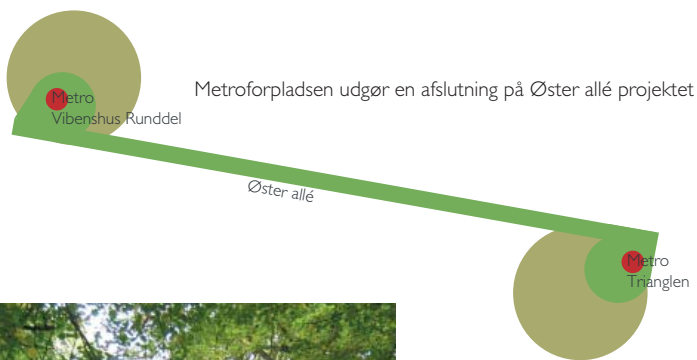 Metroforpladsen udgør en afslutning på Øster allé projektet
Metro
Vibenshus Runddel
Øster allé
Metro
Trianglen